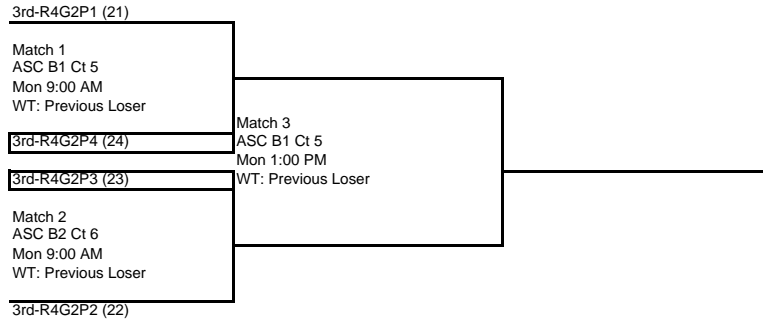 3rd-R4G2P1 (21)
Match 1
ASC B1 Ct 5
Mon 9:00 AM
WT: Previous Loser
3rd-R4G2P4 (24)
Match 3
ASC B1 Ct 5
Mon 1:00 PM
WT: Previous Loser
3rd-R4G2P3 (23)
Match 2
ASC B2 Ct 6
Mon 9:00 AM
WT: Previous Loser
3rd-R4G2P2 (22)